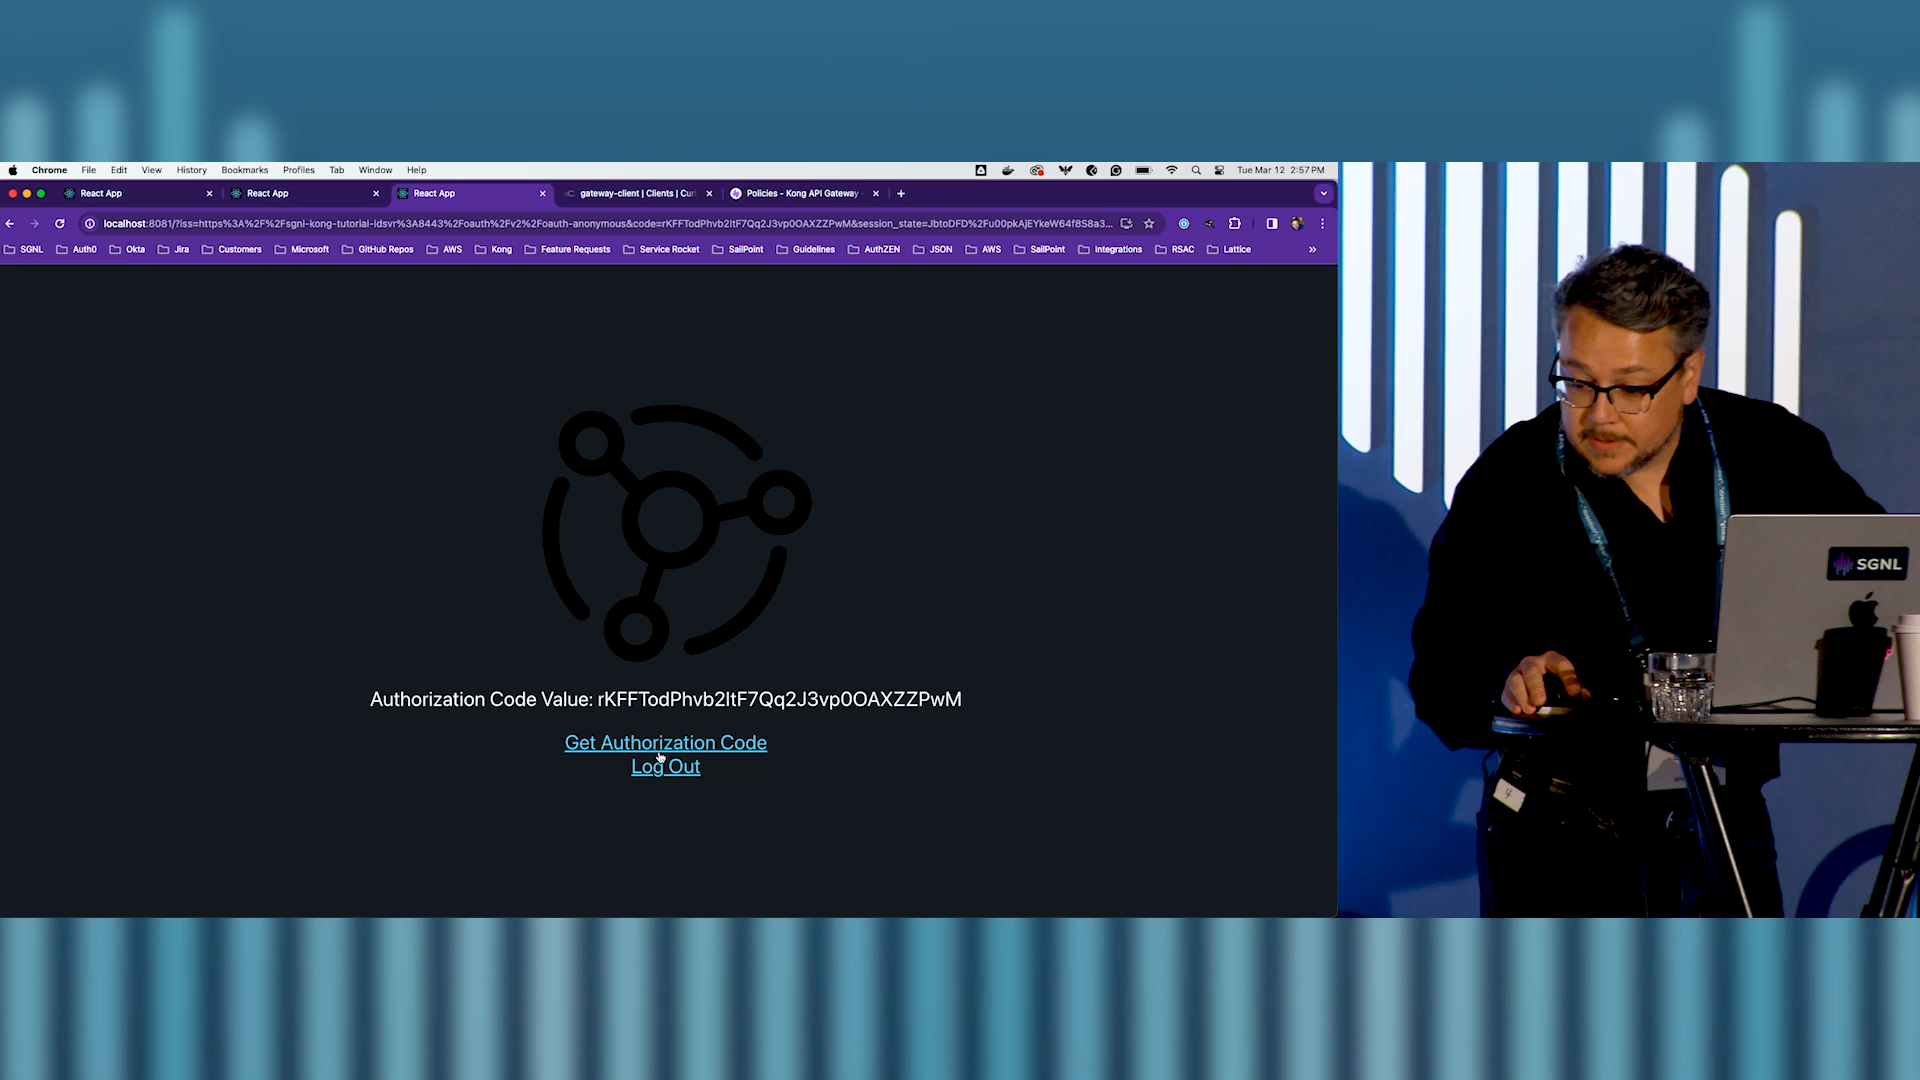 Chrome File Edit View History Bookmarks Profiles Tab Window Help Tue Mar 12 2:57PM
React App React App React App gateway-client | Clients | Cur Policies - Kong API Gateway
localhost:8081/?iss=https%3A%2F%2Fsgnl-kong-tutorial-idsvr%3A8443%2Foauth%2Fv2%2Foauth-anonymous&code=rKFFTodPhvb2ltF7Qq2J3vp0OAXZZPwM&session_state=JbtoDFD%2Fu00pkAjEYkeW64f8S8a3...
SGNL Auth0 Okta Jira Customers Microsoft GitHub Repos AWS Kong Feature Requests Service Rocket SailPoint Guidelines AuthZEN JSON AWS SailPoint Integrations RSAC Lattice
Authorization Code Value: rKFFTodPhvb2ltF7Qq2J3vp0OAXZZPwM
Get Authorization Code
Log Out
SGNL
4